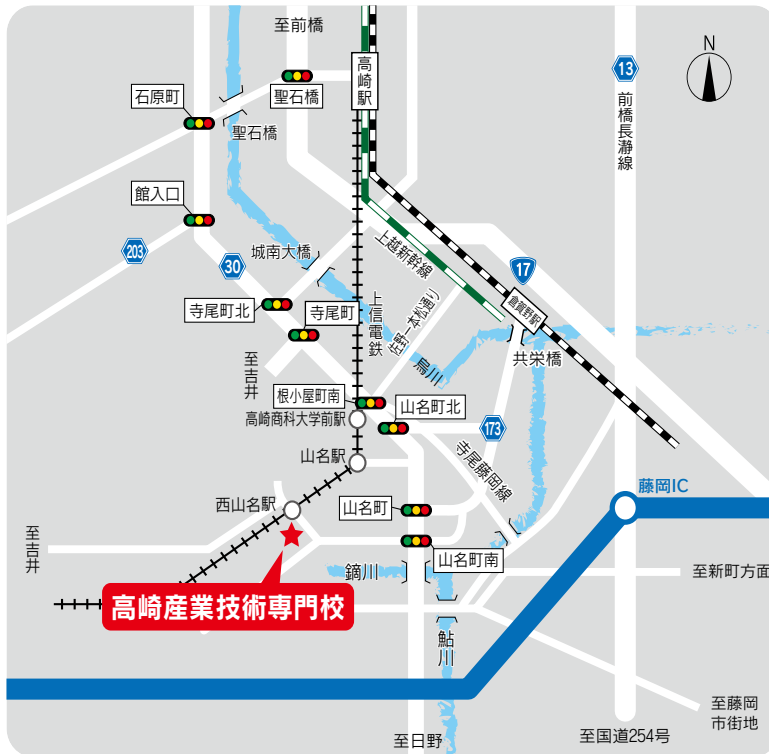 至前橋
高崎駅
N
13
前橋長瀞線
石原町
聖石橋
聖石橋
館入口
203
30
城南大橋
上越新幹線
17
倉賀野駅
寺尾町北
寺尾町
上信電鉄
佐野一本松通り
烏川
共栄橋
至吉井
根小屋町南
山名町北
高崎商科大学前駅
173
山名駅
寺尾藤岡線
藤岡IC
西山名駅
山名町
至吉井
山名町南
鏑川
至新町方面
高崎産業技術専門校
鮎川
至藤岡
市街地
至日野
至国道254号